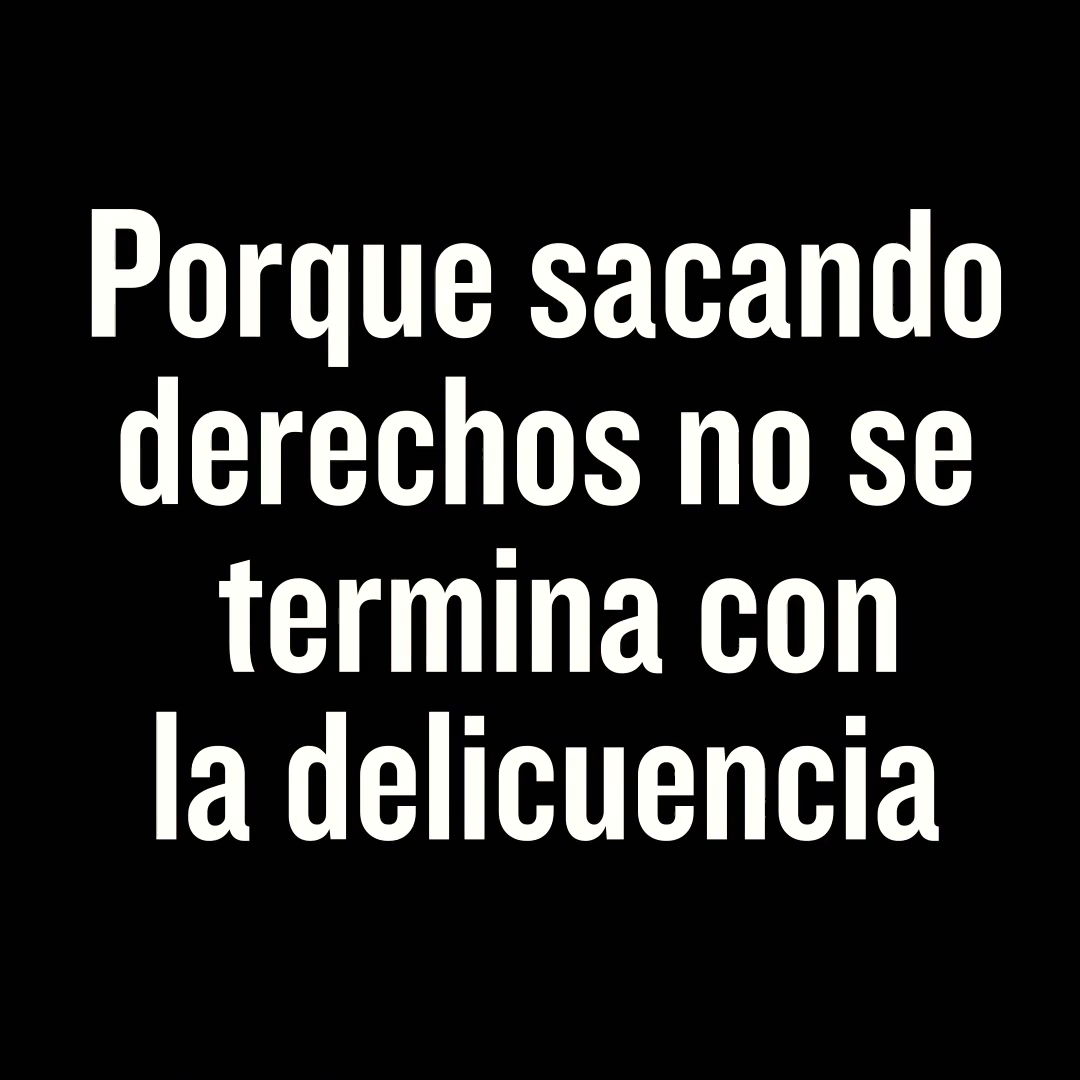 Porque sacando
derechos no se
termina con
la delicuencia